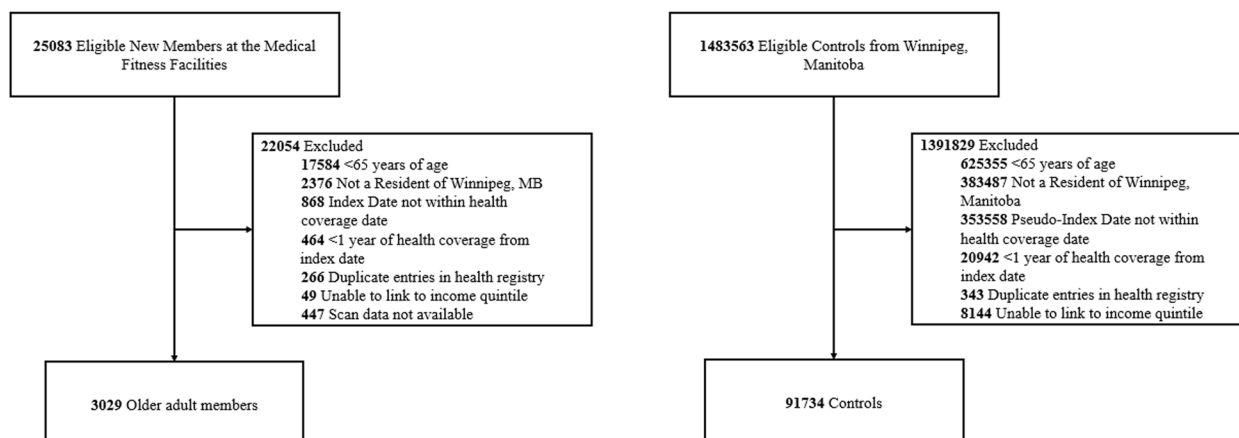 25083 Eligible New Members at the Medical
Fitness Facilities
22054 Excluded
17584 <65 years of age
2376 Not a Resident of Winnipeg, MB
868 Index Date not within health
coverage date
464 <1 year of health coverage from
index date
266 Duplicate entries in health registry
49 Unable to link to income quintile
447 Scan data not available
3029 Older adult members
1483563 Eligible Controls from Winnipeg,
Manitoba
1391829 Excluded
625355 <65 years of age
383487 Not a Resident of Winnipeg,
Manitoba
353558 Pseudo-Index Date not within
health coverage date
20942 <1 year of health coverage from
index date
343 Duplicate entries in health registry
8144 Unable to link to income quintile
91734 Controls